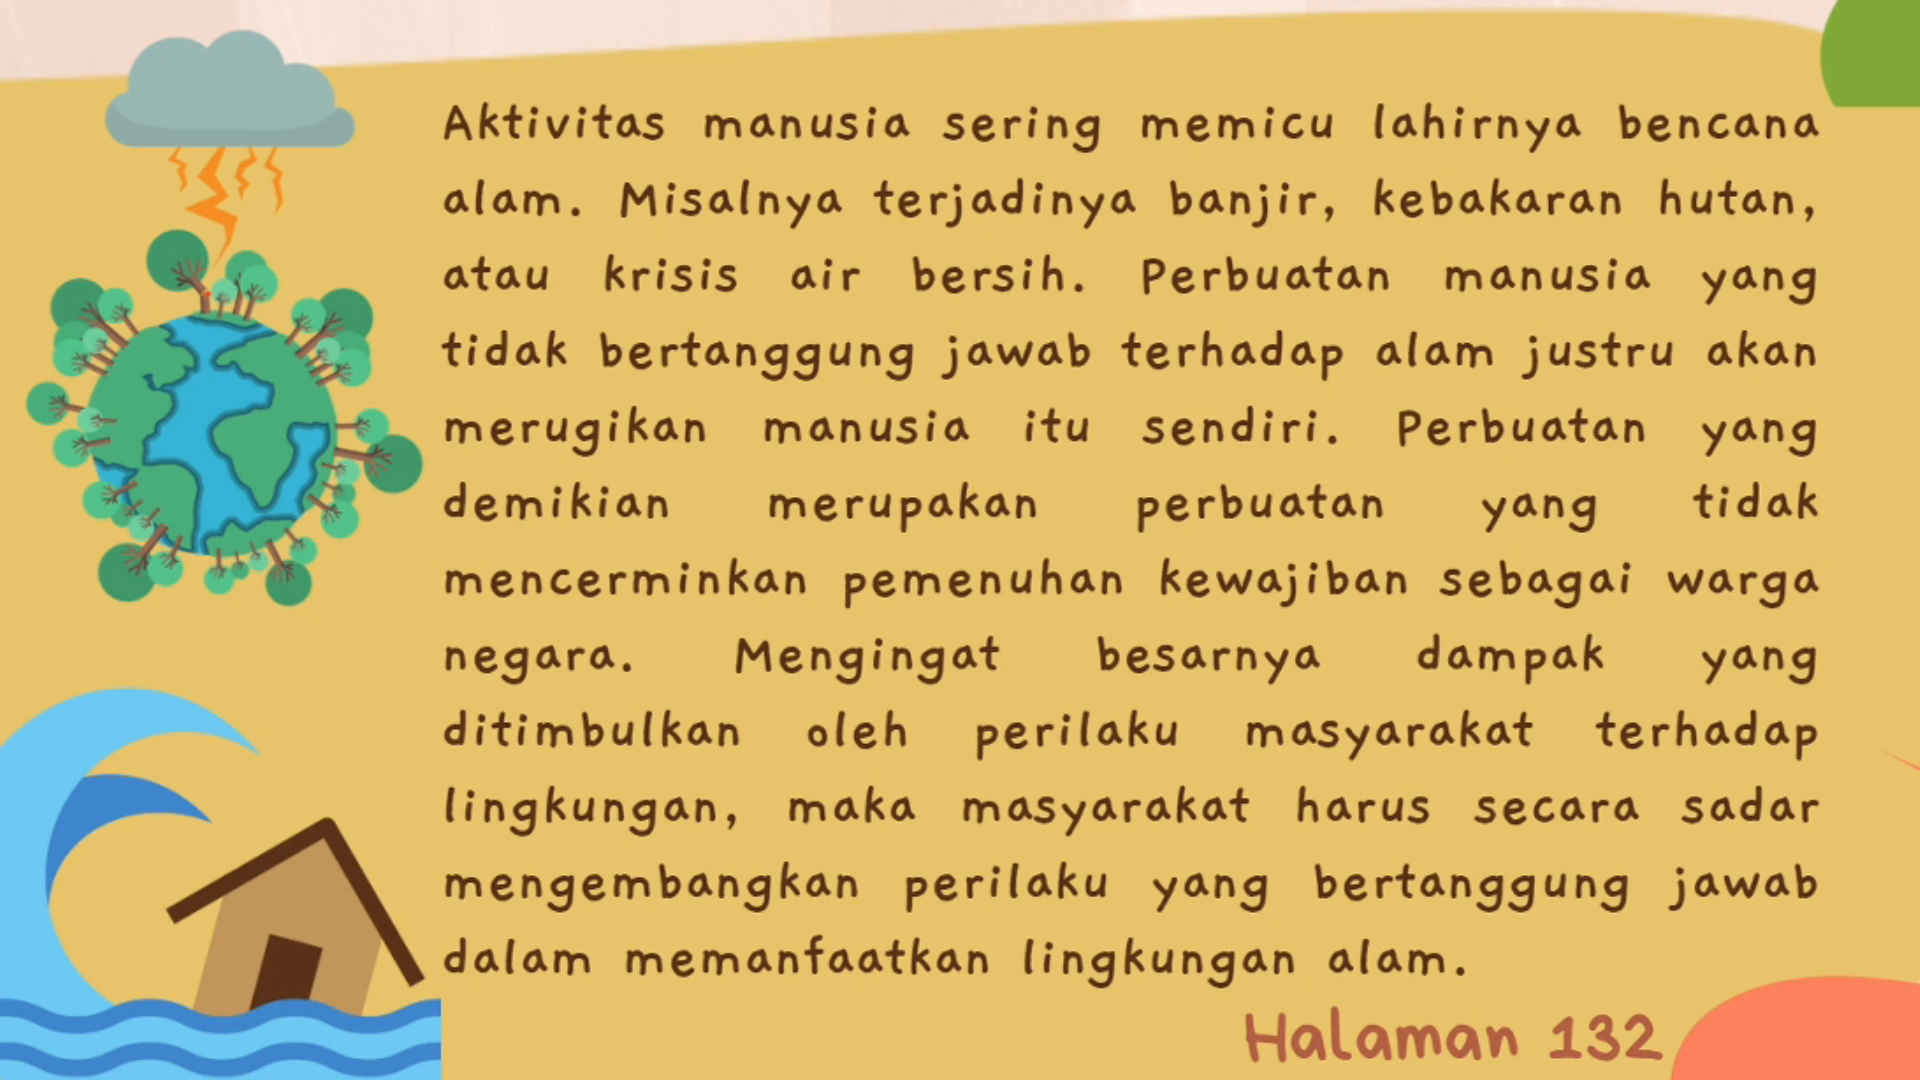 Aktivitas manusia sering memicu lahirnya bencana
alam. Misalnya terjadinya banjir, kebakaran hutan,
atau krisis air bersih. Perbuatan manusia yang
tidak bertanggung jawab terhadap alam justru akan
merugikan manusia itu sendiri. Perbuatan yang
demikian merupakan perbuatan yang tidak
mencerminkan pemenuhan kewajiban sebagai warga
negara. Mengingat besarnya dampak yang
ditimbulkan oleh perilaku masyarakat terhadap
lingkungan, maka masyarakat harus secara sadar
mengembangkan perilaku yang bertanggung jawab
dalam memanfaatkan lingkungan alam.
Halaman 132